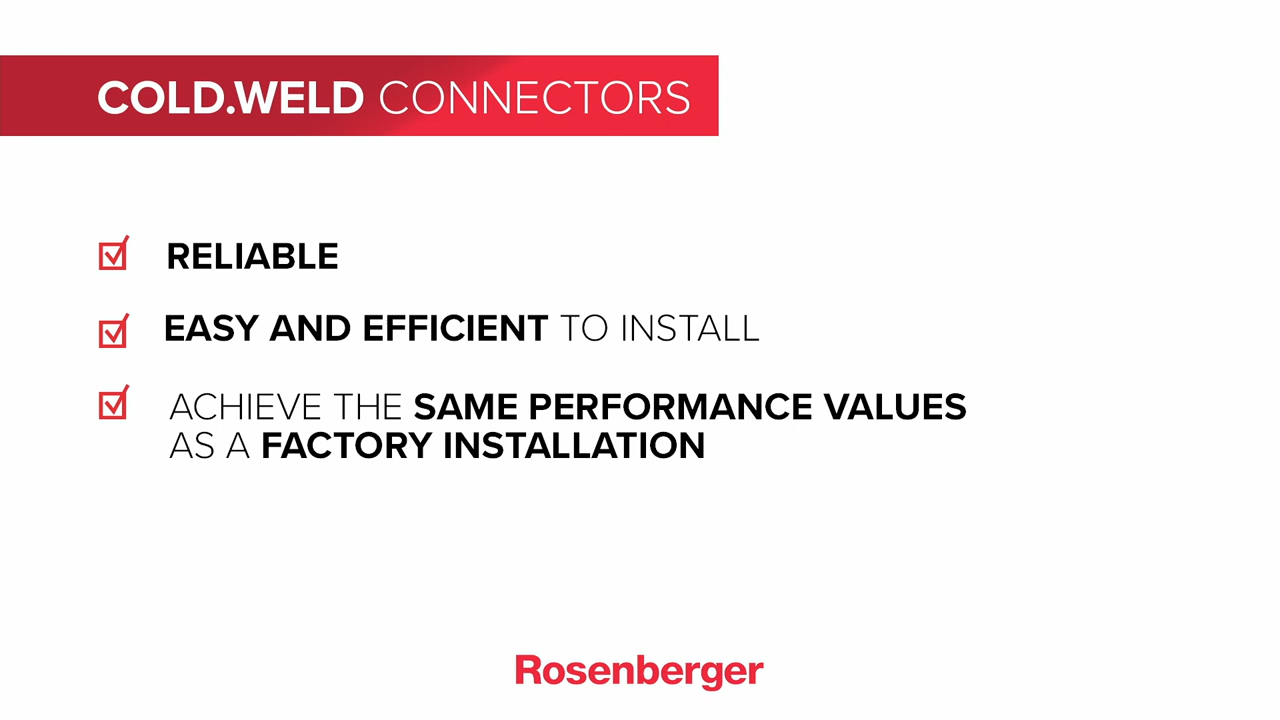 COLD.WELD CONNECTORS
RELIABLE
EASY AND EFFICIENT TO INSTALL
ACHIEVE THE SAME PERFORMANCE VALUES
AS A FACTORY INSTALLATION
Rosenberger